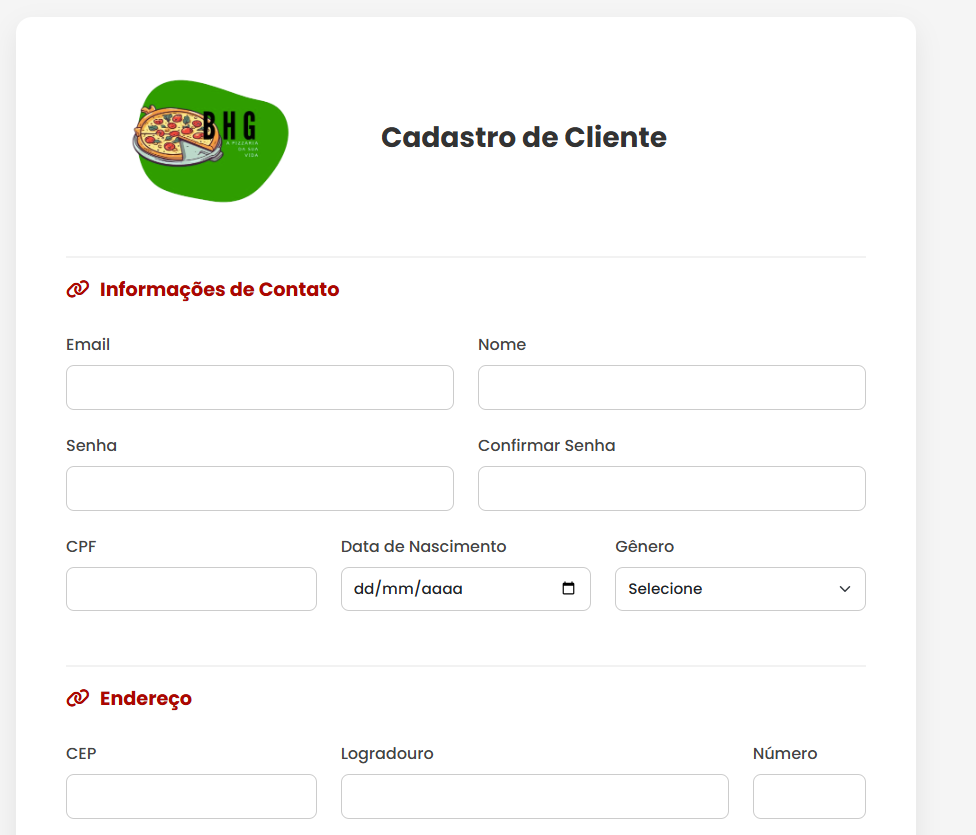 BHG
A PIZZARIA
DA SUA
VIDA
Cadastro de Cliente
Informações de Contato
Email Nome
Senha Confirmar Senha
CPF Data de Nascimento Gênero
dd/mm/aaaa Selecione
Endereço
CEP Logradouro Número